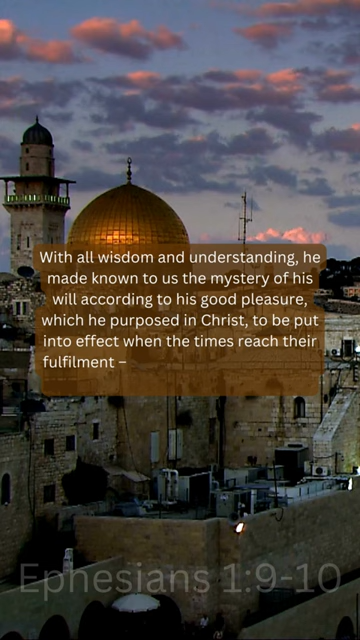 With all wisdom and understanding, he
made known to us the mystery of his
will according to his good pleasure,
which he purposed in Christ, to be put
into effect when the times reach their
fulfilment –
Ephesians 1:9-10